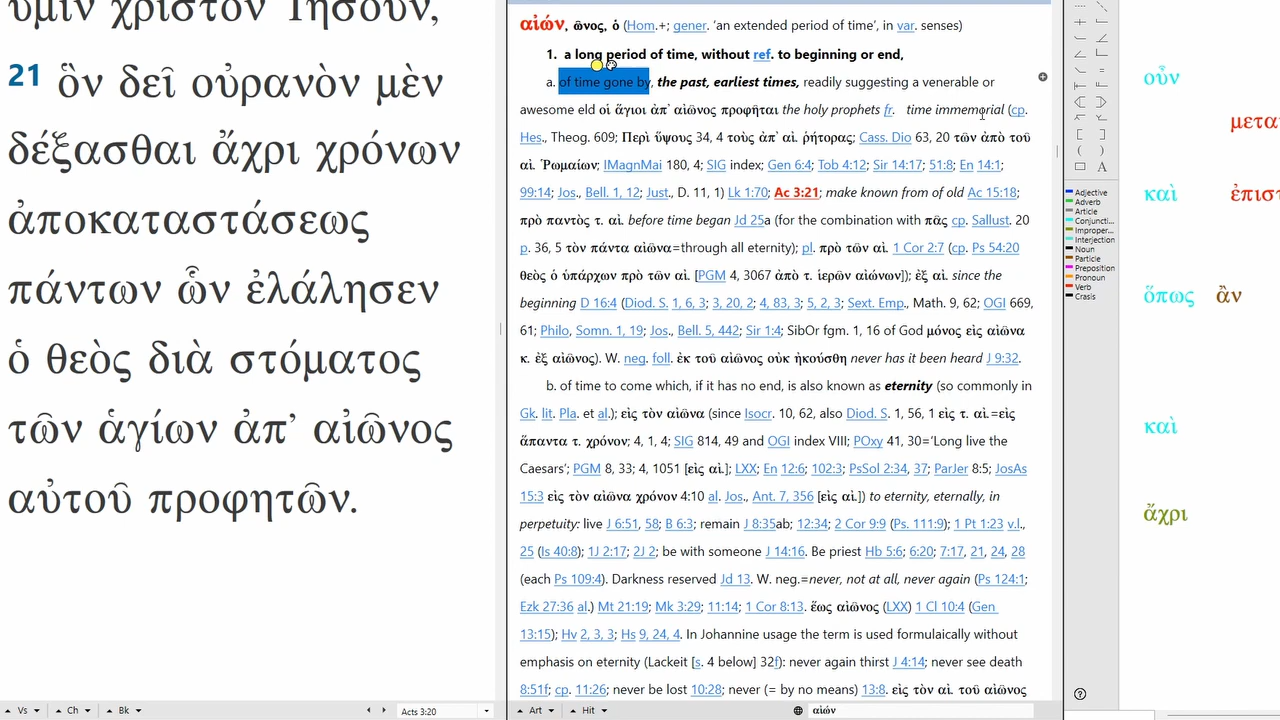 ὑμῖν χριστὸν Ἰησοῦν,
21 ὃν δεῖ οὐρανὸν μὲν
δέξασθαι ἄχρι χρόνων
ἀποκαταστάσεως
πάντων ὧν ἐλάλησεν
ὁ θεὸς διὰ στόματος
τῶν ἁγίων ἀπ’ αἰῶνος
αὐτοῦ προφητῶν.
Vs Ch Bk Acts 3:20
αἰών, ῶνος, ὁ (Hom.+; gener. ‘an extended period of time’, in var. senses)
1. a long period of time, without ref. to beginning or end,
a. of time gone by, the past, earliest times, readily suggesting a venerable or
awesome eld οἱ ἅγιοι ἀπ’ αἰῶνος προφῆται the holy prophets fr. time immemorial (cp.
Hes., Theog. 609; Περὶ ὕψους 34, 4 τοὺς ἀπ’ αἰ. ῥήτορας; Cass. Dio 63, 20 τῶν ἀπὸ τοῦ
αἰ. Ῥωμαίων; IMagnMai 180, 4; SIG index; Gen 6:4; Tob 4:12; Sir 14:17; 51:8; En 14:1;
99:14; Jos., Bell. 1, 12; Just., D. 11, 1) Lk 1:70; Ac 3:21; make known from of old Ac 15:18;
πρὸ παντὸς τ. αἰ. before time began Jd 25a (for the combination with πᾶς cp. Sallust. 20
p. 36, 5 τὸν πάντα αἰῶνα=through all eternity); pl. πρὸ τῶν αἰ. 1 Cor 2:7 (cp. Ps 54:20
θεὸς ὁ ὑπάρχων πρὸ τῶν αἰ. [PGM 4, 3067 ἀπὸ τ. ἱερῶν αἰώνων]); ἐξ αἰ. since the
beginning D 16:4 (Diod. S. 1, 6, 3; 3, 20, 2; 4, 83, 3; 5, 2, 3; Sext. Emp., Math. 9, 62; OGI 669,
61; Philo, Somn. 1, 19; Jos., Bell. 5, 442; Sir 1:4; SibOr fgm. 1, 16 of God μόνος εἰς αἰῶνα
κ. ἐξ αἰῶνος). W. neg. foll. ἐκ τοῦ αἰῶνος οὐκ ἠκούσθη never has it been heard J 9:32.
b. of time to come which, if it has no end, is also known as eternity (so commonly in
Gk. lit. Pla. et al.); εἰς τὸν αἰῶνα (since Isocr. 10, 62, also Diod. S. 1, 56, 1 εἰς τ. αἰ.=εἰς
ἅπαντα τ. χρόνον; 4, 1, 4; SIG 814, 49 and OGI index VIII; POxy 41, 30=‘Long live the
Caesars’; PGM 8, 33; 4, 1051 [εἰς αἰ.]; LXX; En 12:6; 102:3; PsSol 2:34, 37; ParJer 8:5; JosAs
15:3 εἰς τὸν αἰῶνα χρόνον 4:10 al. Jos., Ant. 7, 356 [εἰς αἰ.]) to eternity, eternally, in
perpetuity: live J 6:51, 58; B 6:3; remain J 8:35ab; 12:34; 2 Cor 9:9 (Ps. 111:9); 1 Pt 1:23 v.l.,
25 (Is 40:8); 1J 2:17; 2J 2; be with someone J 14:16. Be priest Hb 5:6; 6:20; 7:17, 21, 24, 28
(each Ps 109:4). Darkness reserved Jd 13. W. neg.=never, not at all, never again (Ps 124:1;
Ezk 27:36 al.) Mt 21:19; Mk 3:29; 11:14; 1 Cor 8:13. ἕως αἰῶνος (LXX) 1 Cl 10:4 (Gen
13:15); Hv 2, 3, 3; Hs 9, 24, 4. In Johannine usage the term is used formulaically without
emphasis on eternity (Lackeit [s. 4 below] 32f): never again thirst J 4:14; never see death
8:51f; cp. 11:26; never be lost 10:28; never (= by no means) 13:8. εἰς τὸν αἰ. τοῦ αἰῶνος
Art Hit αἰών
Adjective
Adverb
Article
Conjuncti...
Improper...
Interjection
Noun
Particle
Preposition
Pronoun
Verb
Crasis
οὖν
μετα
καὶ ἐπισ
ὅπως ἂν
καὶ
ἄχρι